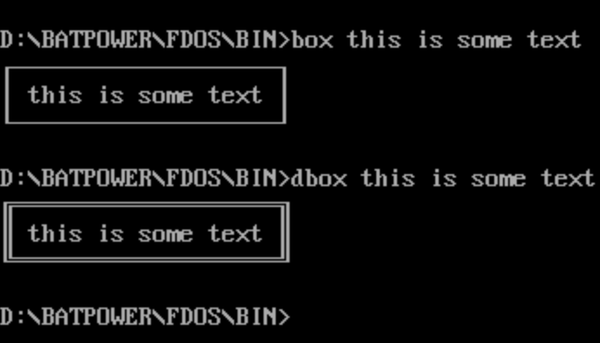 D:\BATPOWER\FDOS\BIN>box this is some text
this is some text
D:\BATPOWER\FDOS\BIN>dbox this is some text
this is some text
D:\BATPOWER\FDOS\BIN>